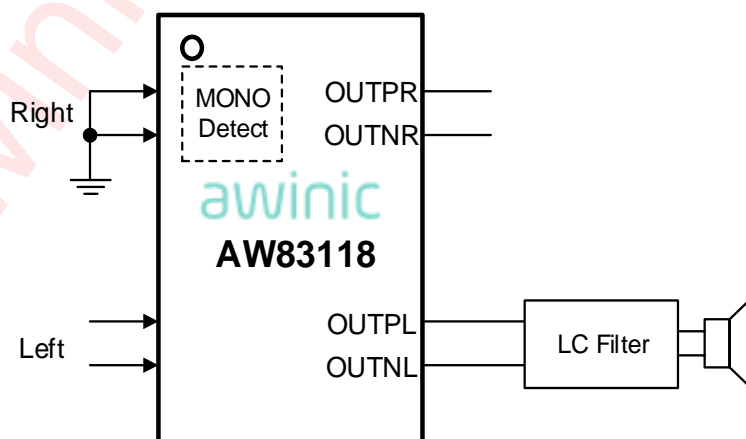 Right
MONO
Detect
OUTPR
OUTNR
awinic
AW83118
Left
OUTPL
OUTNL
LC Filter